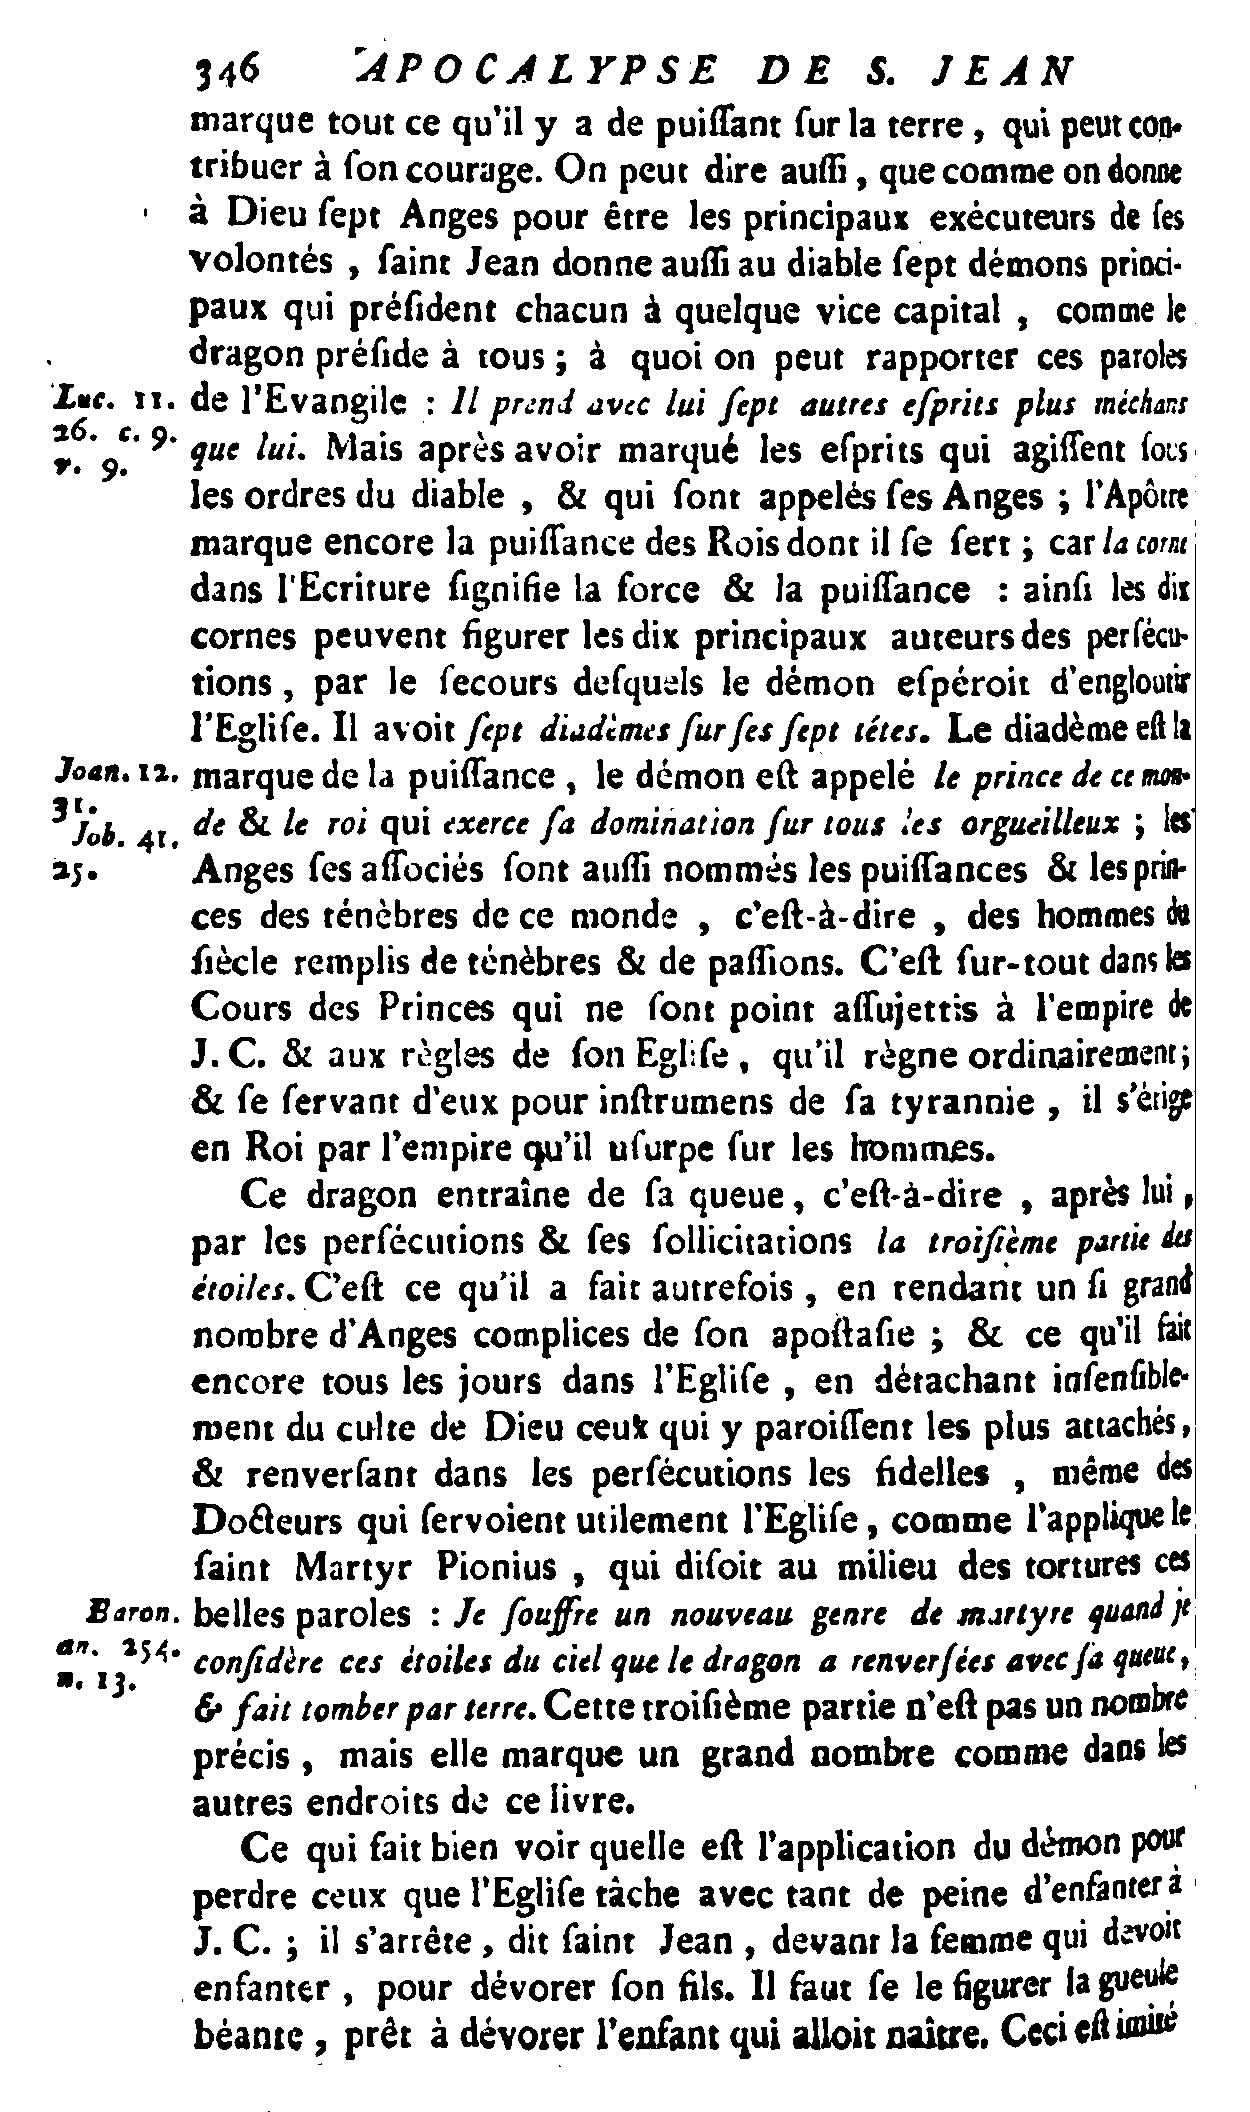 346 APOCALYPSE DE S. JEAN
marque tout ce qu'il y a de puiſſant ſur la terre, qui peut con-
tribuer à ſon courage. On peut dire auſſi, que comme on donne
à Dieu ſept Anges pour être les principaux exécuteurs de ſes
volontés, ſaint Jean donne auſſi au diable ſept démons princi-
paux qui préſident chacun à quelque vice capital, comme le
dragon préſide à tous; à quoi on peut rapporter ces paroles
Luc. 11. de l'Evangile : Il prend avec lui ſept autres eſprits plus méchans
26. c. 9. que lui. Mais après avoir marqué les eſprits qui agiſſent ſous
v. 9.
les ordres du diable, & qui ſont appelés ſes Anges; l'Apôtre
marque encore la puiſſance des Rois dont il ſe ſert; car la corne
dans l'Ecriture ſignifie la force & la puiſſance : ainſi les dix
cornes peuvent figurer les dix principaux auteurs des perſécu-
tions, par le ſecours deſquels le démon eſpéroit d'engloutir
l'Egliſe. Il avoit ſept diadèmes ſur ſes ſept tétes. Le diadème eſt la
Joan. 12. marque de la puiſſance, le démon eſt appelé le prince de ce mon-
31.
Job. 41. de & le roi qui exerce ſa domination ſur tous les orgueilleux; les
25. Anges ſes aſſociés ſont auſſi nommés les puiſſances & les prin-
ces des ténèbres de ce monde, c'eſt-à-dire, des hommes du
ſiècle remplis de ténèbres & de paſſions. C'eſt ſur-tout dans les
Cours des Princes qui ne ſont point aſſujettis à l'empire de
J. C. & aux règles de ſon Egliſe, qu'il règne ordinairement;
& ſe ſervant d'eux pour inſtrumens de ſa tyrannie, il s'érige
en Roi par l'empire qu'il uſurpe ſur les hommes.
Ce dragon entraîne de ſa queue, c'eſt-à-dire, après lui,
par les perſécutions & ſes ſollicitations la troiſième partie des
étoiles. C'eſt ce qu'il a fait autrefois, en rendant un ſi grand
nombre d'Anges complices de ſon apoſtaſie; & ce qu'il fait
encore tous les jours dans l'Egliſe, en détachant inſenſible-
ment du culte de Dieu ceux qui y paroiſſent les plus attachés,
& renverſant dans les perſécutions les fidelles, même des
Docteurs qui ſervoient utilement l'Egliſe, comme l'applique le
ſaint Martyr Pionius, qui diſoit au milieu des tortures ces
Baron. belles paroles : Je ſouffre un nouveau genre de martyre quand je
an. 254. conſidère ces étoiles du ciel que le dragon a renverſées avec ſa queue,
n. 13.
& fait tomber par terre. Cette troiſième partie n'eſt pas un nombre
précis, mais elle marque un grand nombre comme dans les
autres endroits de ce livre.
Ce qui fait bien voir quelle eſt l'application du démon pour
perdre ceux que l'Egliſe tâche avec tant de peine d'enfanter à
J. C.; il s'arrête, dit ſaint Jean, devant la femme qui devoit
enfanter, pour dévorer ſon fils. Il faut ſe le figurer la gueule
béante, prêt à dévorer l'enfant qui alloit naître. Ceci eſt imité